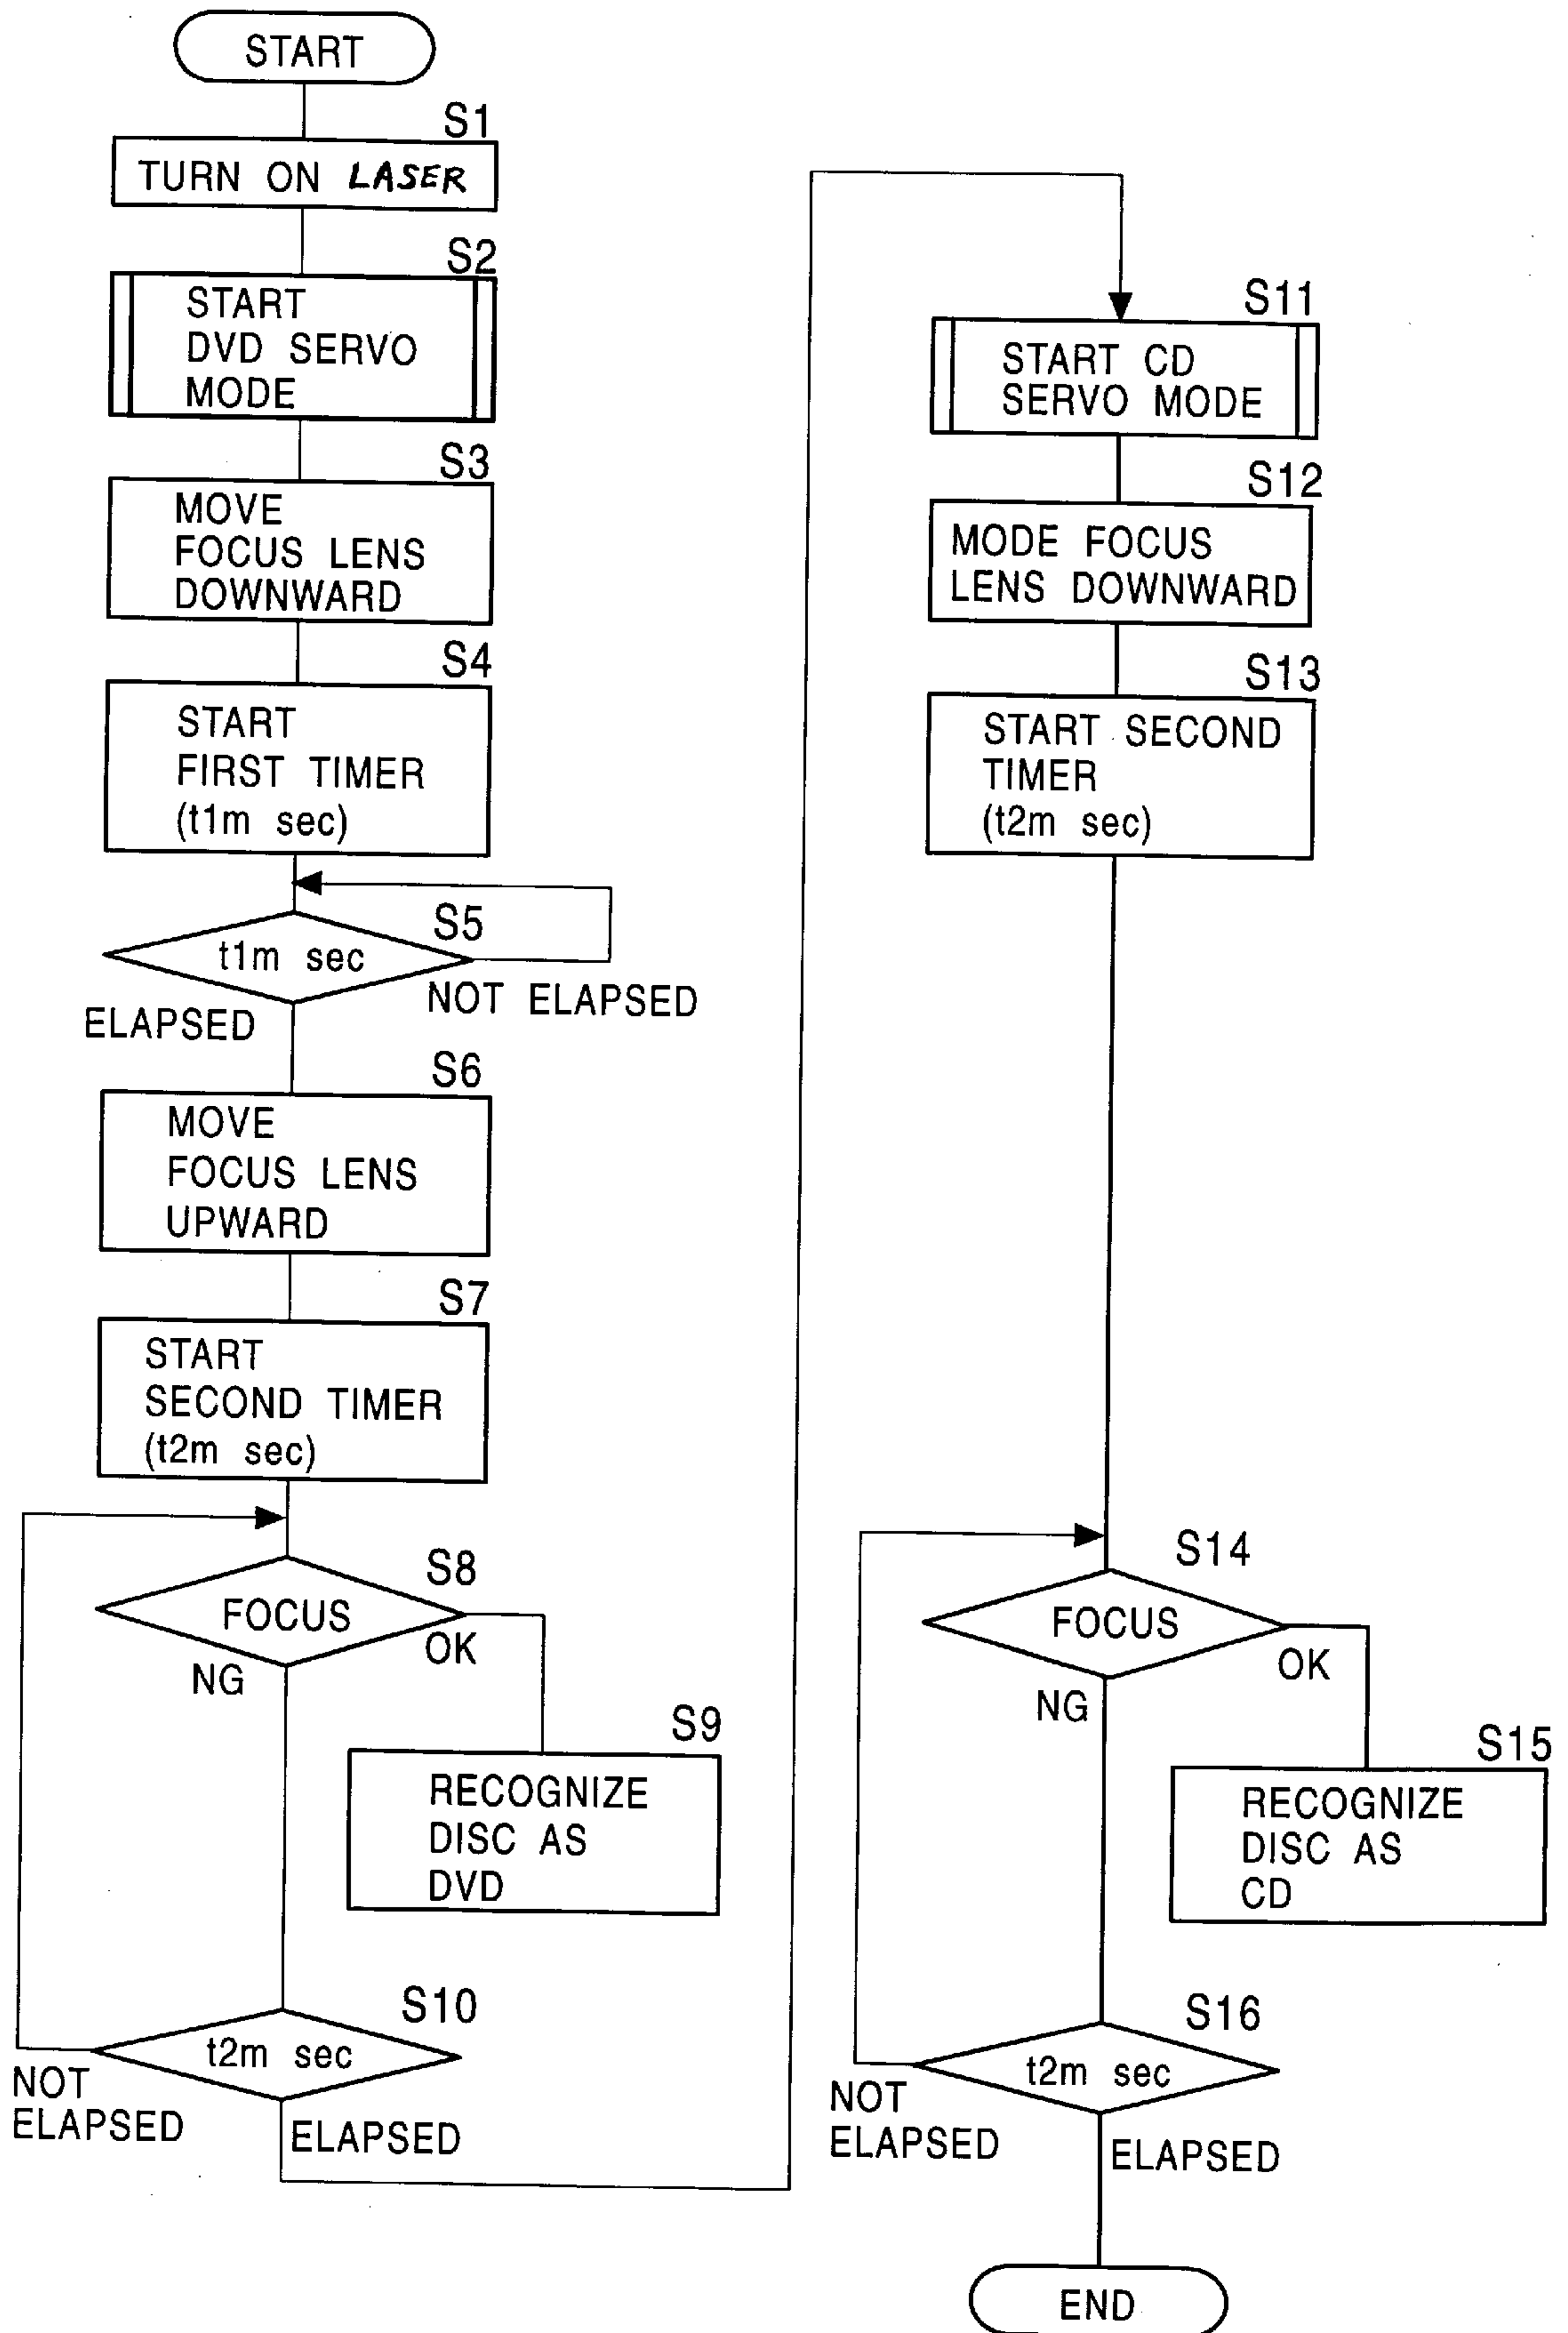 START
S1
TURN ON LASER
S2
START
DVD SERVO
MODE
S3
MOVE
FOCUS LENS
DOWNWARD
S4
START
FIRST TIMER
(t1m sec)
S5
t1m sec
NOT ELAPSED
ELAPSED
S6
MOVE
FOCUS LENS
UPWARD
S7
START
SECOND TIMER
(t2m sec)
S8
FOCUS
OK
NG
S9
RECOGNIZE
DISC AS
DVD
S10
t2m sec
NOT
ELAPSED
ELAPSED
S11
START CD
SERVO MODE
S12
MODE FOCUS
LENS DOWNWARD
S13
START SECOND
TIMER
(t2m sec)
S14
FOCUS
OK
NG
S15
RECOGNIZE
DISC AS
CD
S16
t2m sec
NOT
ELAPSED
ELAPSED
END